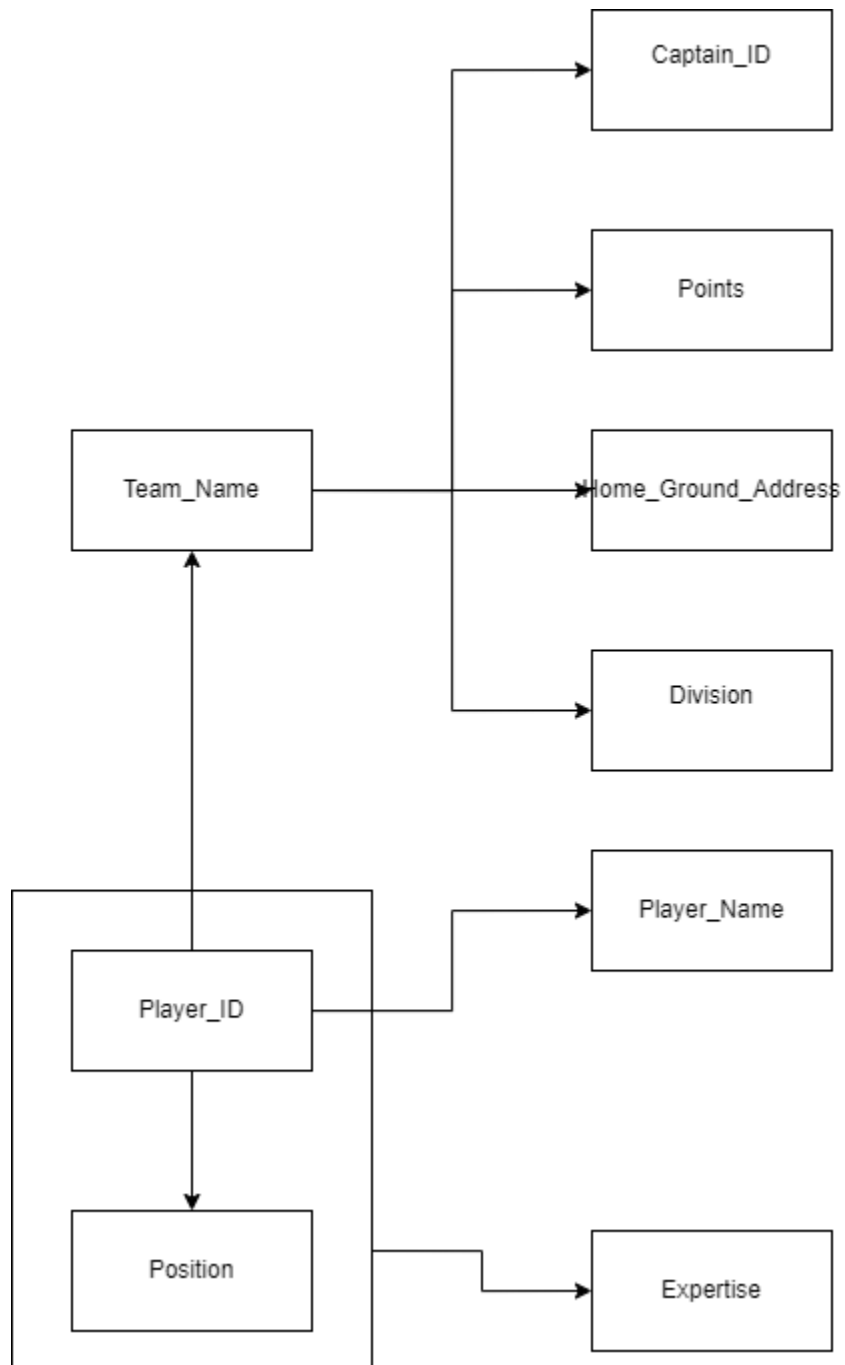 Captain_ID
Points
Team_Name
Home_Ground_Address
Division
Player_Name
Player_ID
Position
Expertise